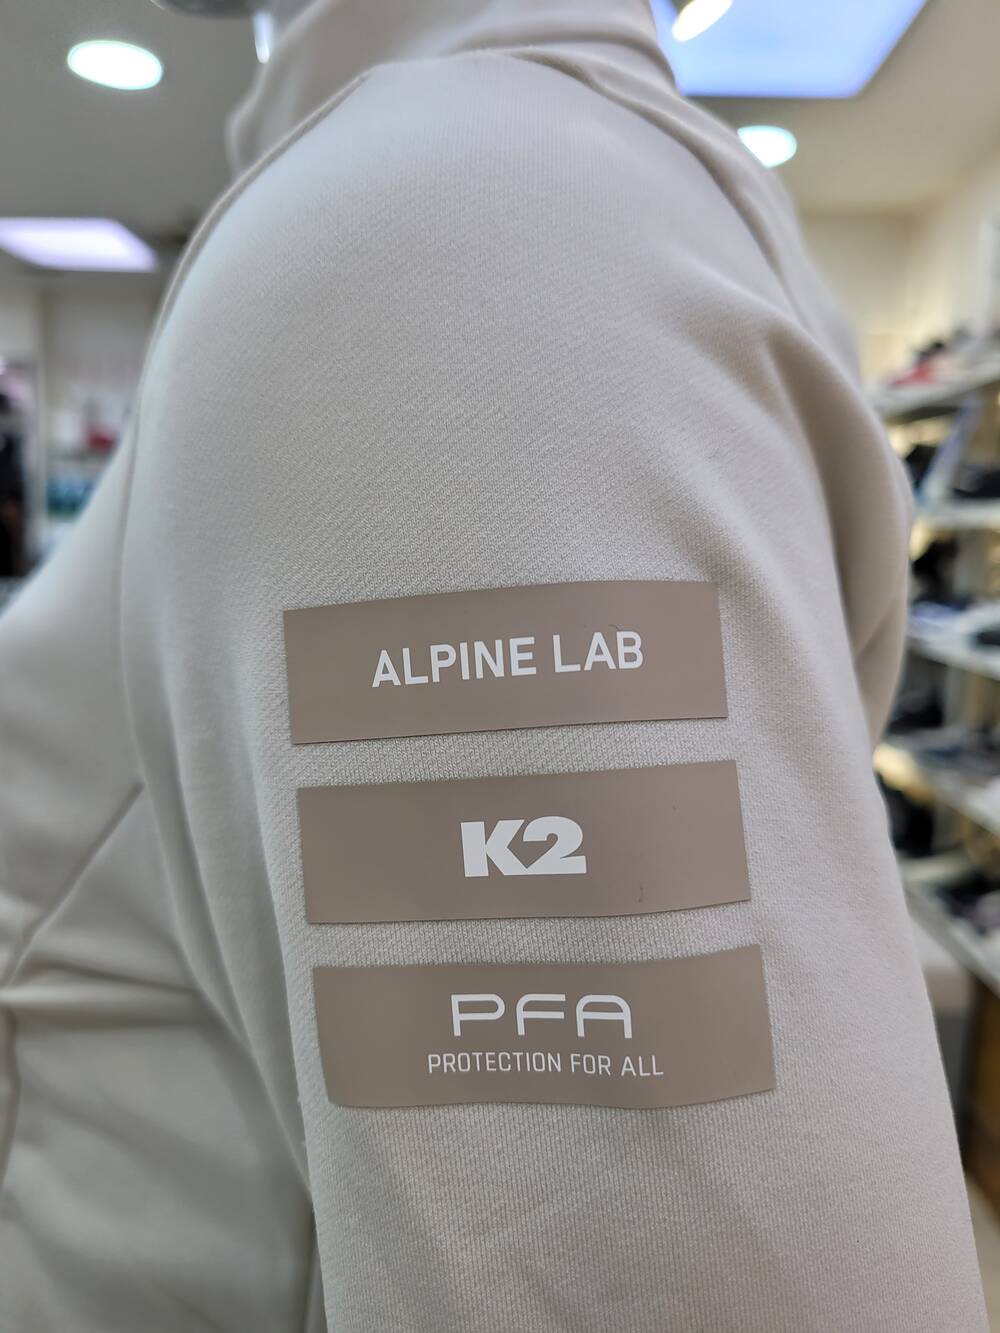 ALPINE LAB
K2
PFA
PROTECTION FOR ALL